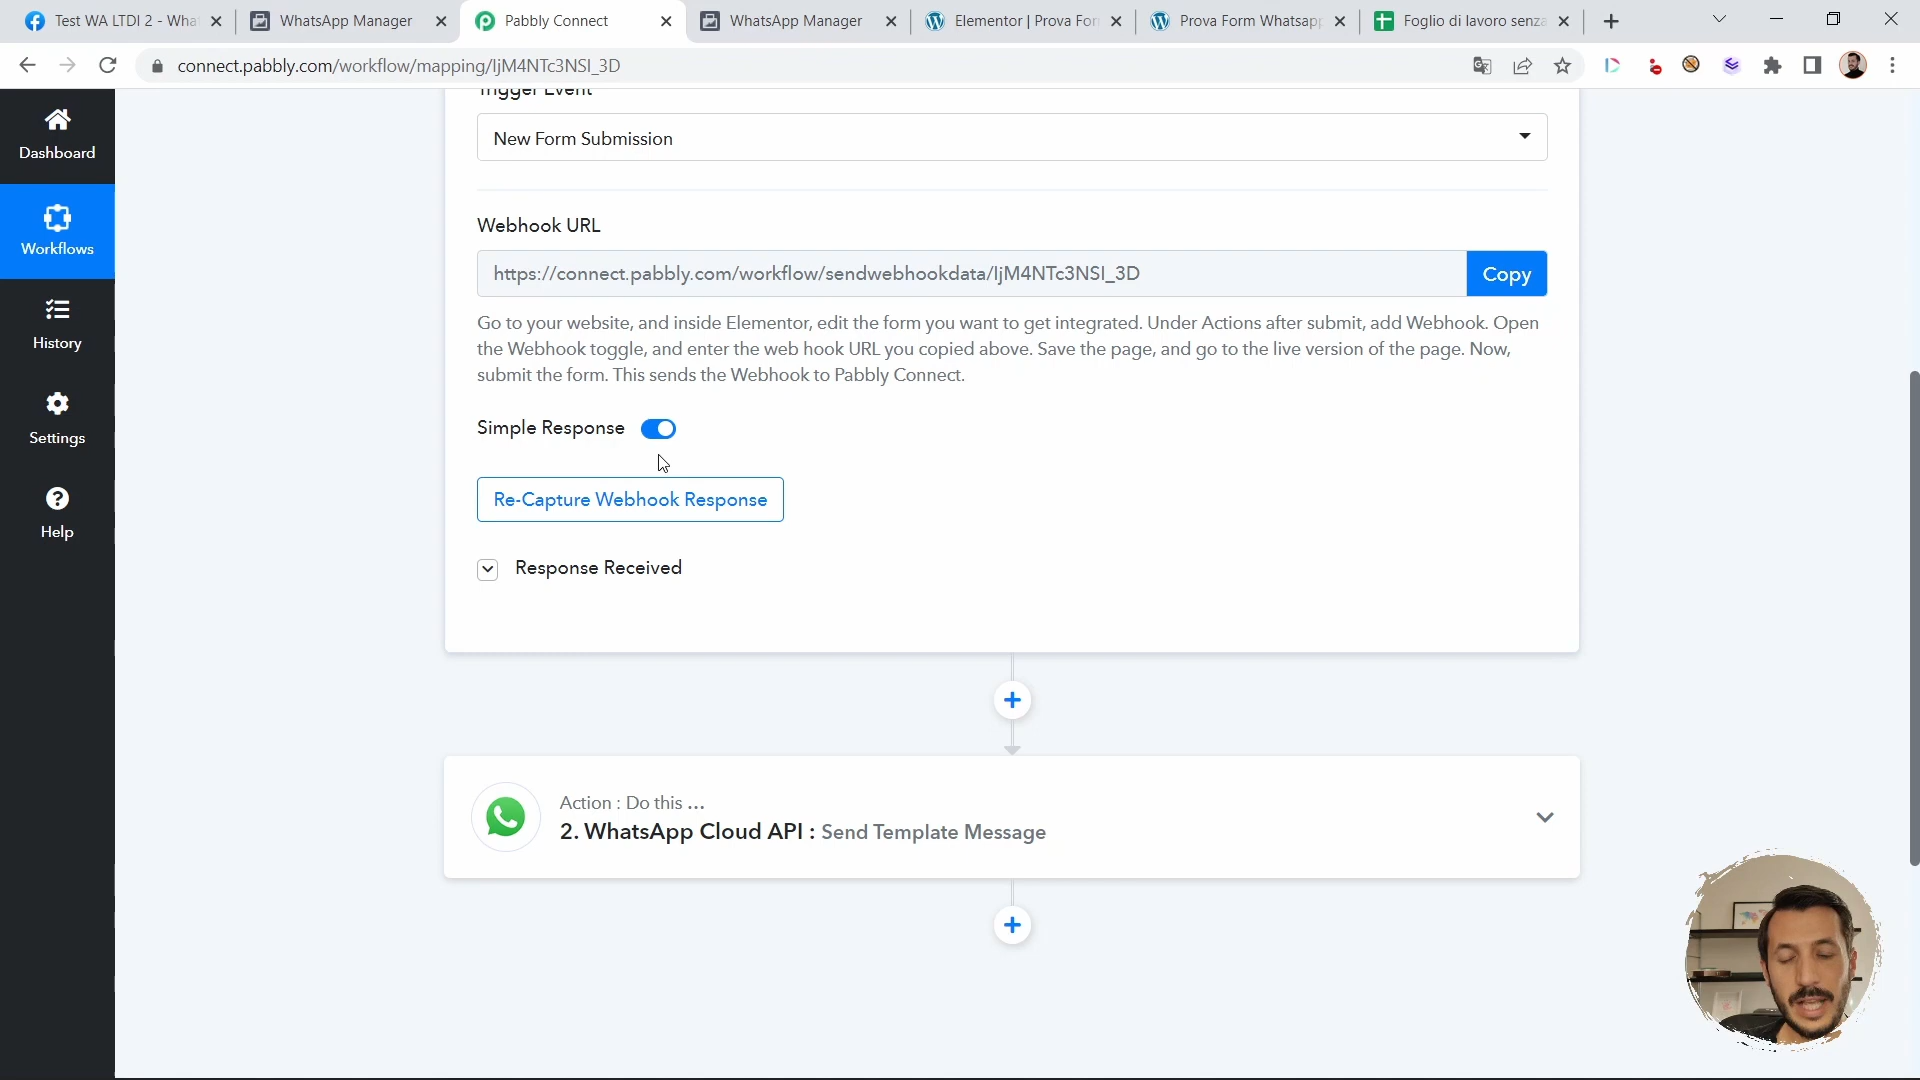 Test WA LTDI 2 - What
WhatsApp Manager
Pabbly Connect
WhatsApp Manager
Elementor | Prova For
Prova Form Whatsapp
Foglio di lavoro senza
connect.pabbly.com/workflow/mapping/IjM4NTc3NSI_3D
Dashboard
Workflows
History
Settings
Help
Trigger Event
New Form Submission
Webhook URL
https://connect.pabbly.com/workflow/sendwebhookdata/IjM4NTc3NSI_3D
Copy
Go to your website, and inside Elementor, edit the form you want to get integrated. Under Actions after submit, add Webhook. Open
the Webhook toggle, and enter the web hook URL you copied above. Save the page, and go to the live version of the page. Now,
submit the form. This sends the Webhook to Pabbly Connect.
Simple Response
Re-Capture Webhook Response
Response Received
Action : Do this ...
2. WhatsApp Cloud API : Send Template Message